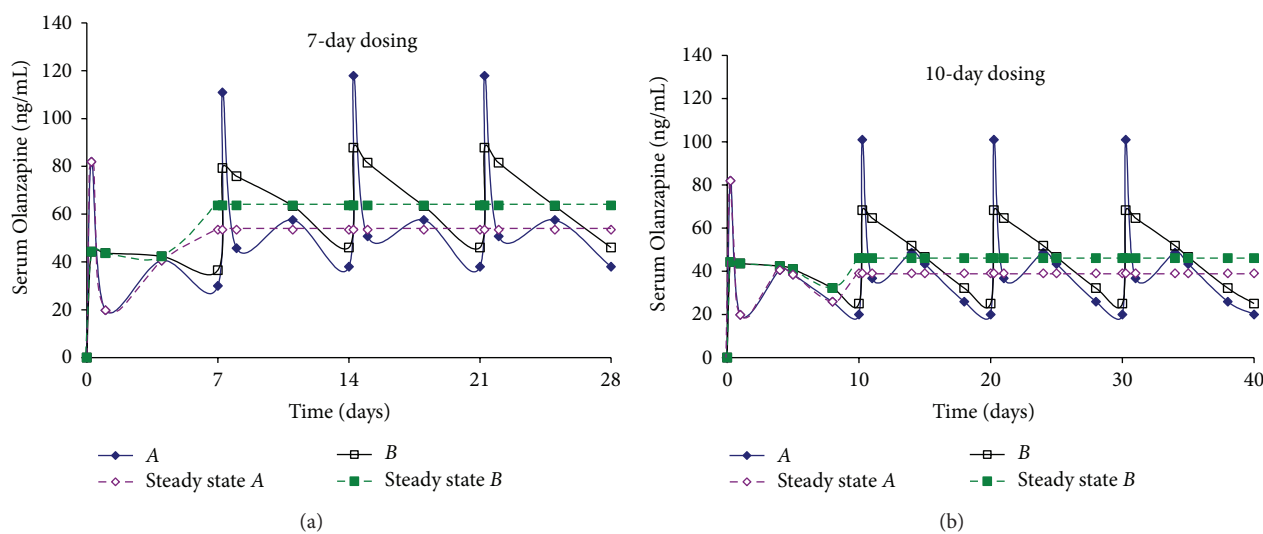 7-day dosing
Serum Olanzapine (ng/mL)
140
120
100
80
60
40
20
0
0 7 14 21 28
Time (days)
A B
Steady state A Steady state B
(a)
10-day dosing
Serum Olanzapine (ng/mL)
140
120
100
80
60
40
20
0
0 10 20 30 40
Time (days)
A B
Steady state A Steady state B
(b)